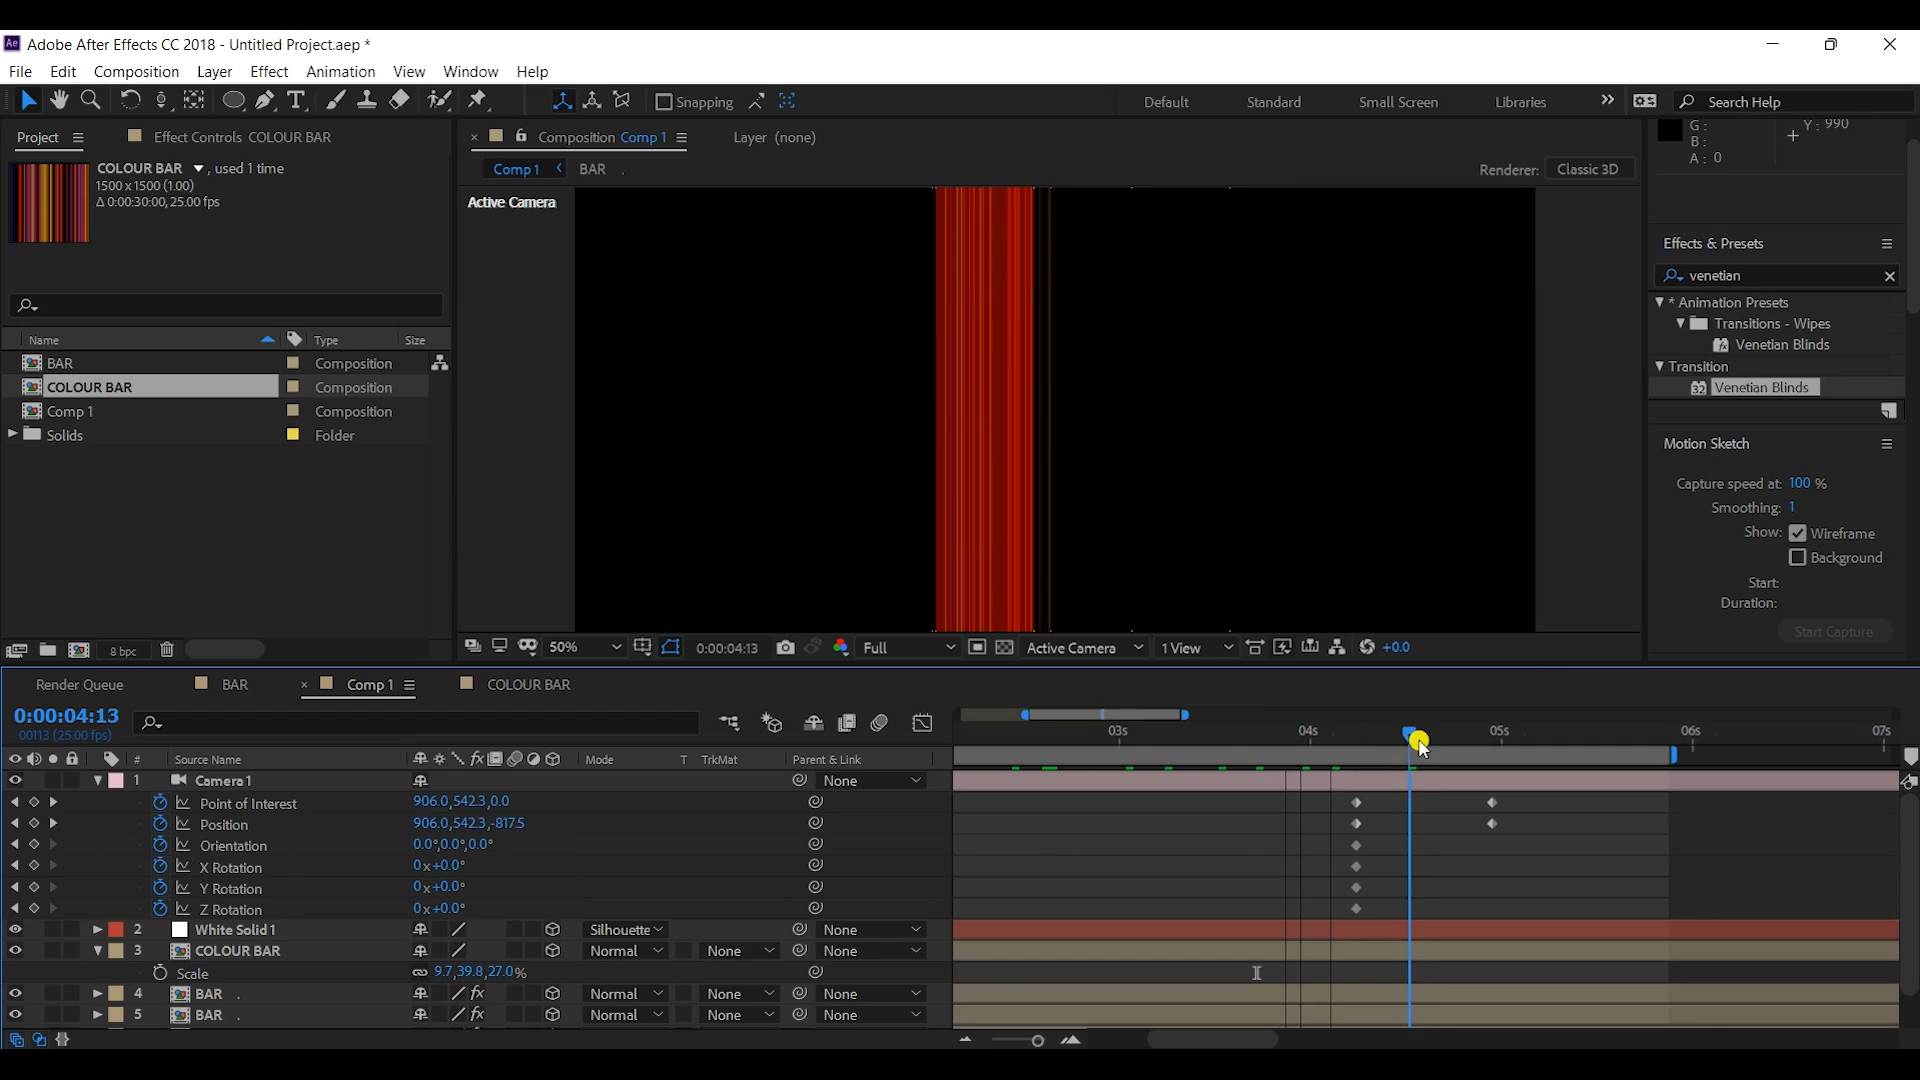 Ae Adobe After Effects CC 2018 - Untitled Project.aep *
File Edit Composition Layer Effect Animation View Window Help
Snapping Default Standard Small Screen Libraries Search Help
Project Effect Controls COLOUR BAR
Composition Comp 1 Layer (none)
COLOUR BAR , used 1 time
1500 x 1500 (1.00)
Δ 0:00:30:00, 25.00 fps
Comp 1 BAR .
Renderer: Classic 3D
Active Camera
G :
B :
A : 0
Y : 990
Effects & Presets
venetian
* Animation Presets
Transitions - Wipes
Venetian Blinds
Transition
32 Venetian Blinds
Name Type Size
BAR Composition
COLOUR BAR Composition
Comp 1 Composition
Solids Folder
Motion Sketch
Capture speed at: 100 %
Smoothing: 1
Show: Wireframe
Background
Start:
Duration:
Start Capture
8 bpc
50% 0:00:04:13 Full Active Camera 1 View +0.0
Render Queue BAR Comp 1 COLOUR BAR
0:00:04:13
00113 (25.00 fps)
03s 04s 05s 06s 07s
# Source Name fx Mode T TrkMat Parent & Link
1 Camera 1 None
Point of Interest 906.0,542.3,0.0
Position 906.0,542.3,-817.5
Orientation 0.0°,0.0°,0.0°
X Rotation 0x+0.0°
Y Rotation 0x+0.0°
Z Rotation 0x+0.0°
2 White Solid 1 Silhouette None
3 COLOUR BAR Normal None None
Scale 9.7,39.8,27.0%
4 BAR . fx Normal None None
5 BAR . fx Normal None None